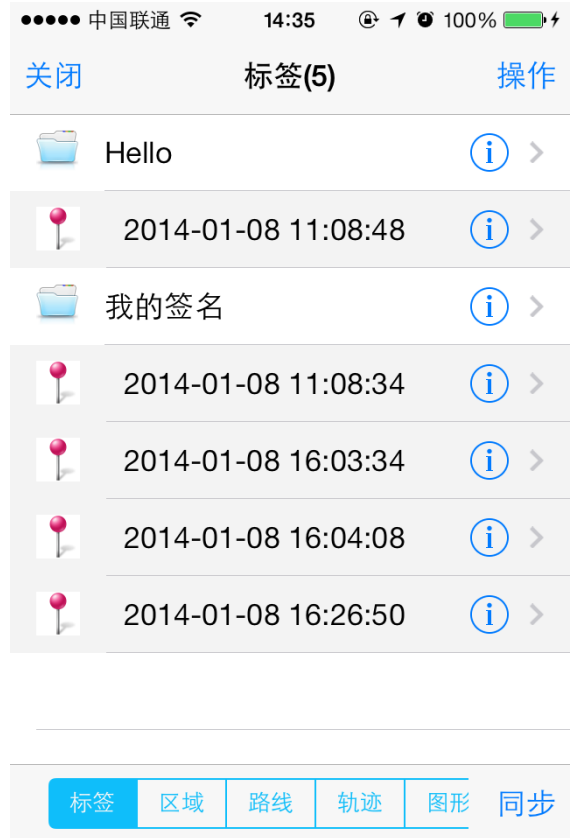 中国联通 14:35 100%
关闭 标签(5) 操作
Hello
2014-01-08 11:08:48
我的签名
2014-01-08 11:08:34
2014-01-08 16:03:34
2014-01-08 16:04:08
2014-01-08 16:26:50
标签 区域 路线 轨迹 图形 同步